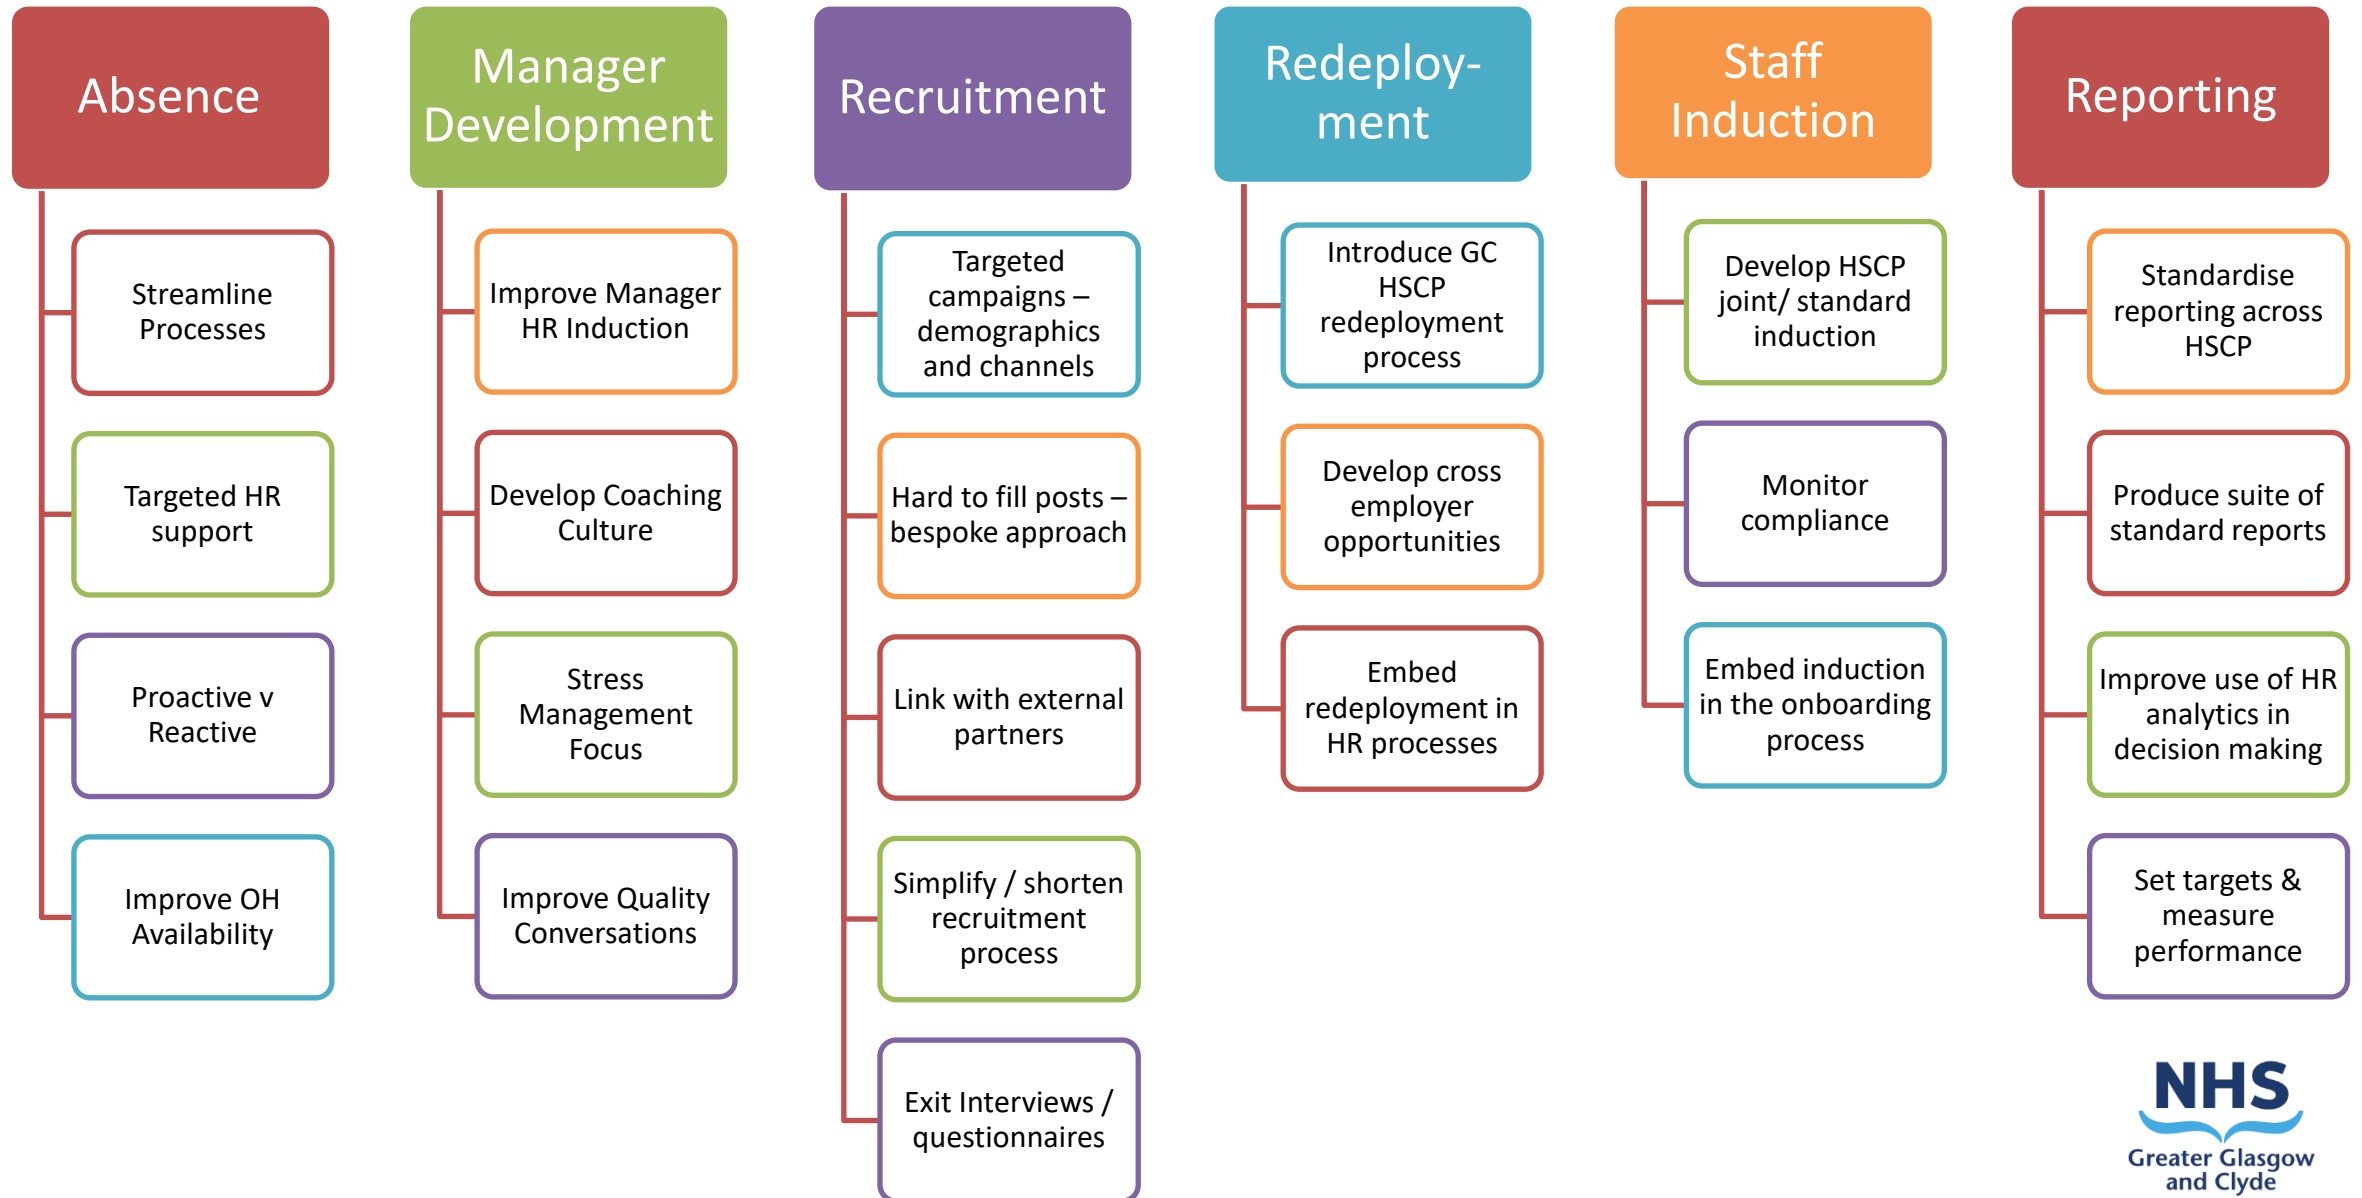 Absence
Streamline
Processes
Targeted HR
support
Proactive v
Reactive
Improve OH
Availability
Manager
Development
Improve Manager
HR Induction
Develop Coaching
Culture
Stress
Management
Focus
Improve Quality
Conversations
Recruitment
Targeted
campaigns –
demographics
and channels
Hard to fill posts –
bespoke approach
Link with external
partners
Simplify / shorten
recruitment
process
Exit Interviews /
questionnaires
Redeploy-
ment
Introduce GC
HSCP
redeployment
process
Develop cross
employer
opportunities
Embed
redeployment in
HR processes
Staff
Induction
Develop HSCP
joint/ standard
induction
Monitor
compliance
Embed induction
in the onboarding
process
Reporting
Standardise
reporting across
HSCP
Produce suite of
standard reports
Improve use of HR
analytics in
decision making
Set targets &
measure
performance
NHS
Greater Glasgow
and Clyde